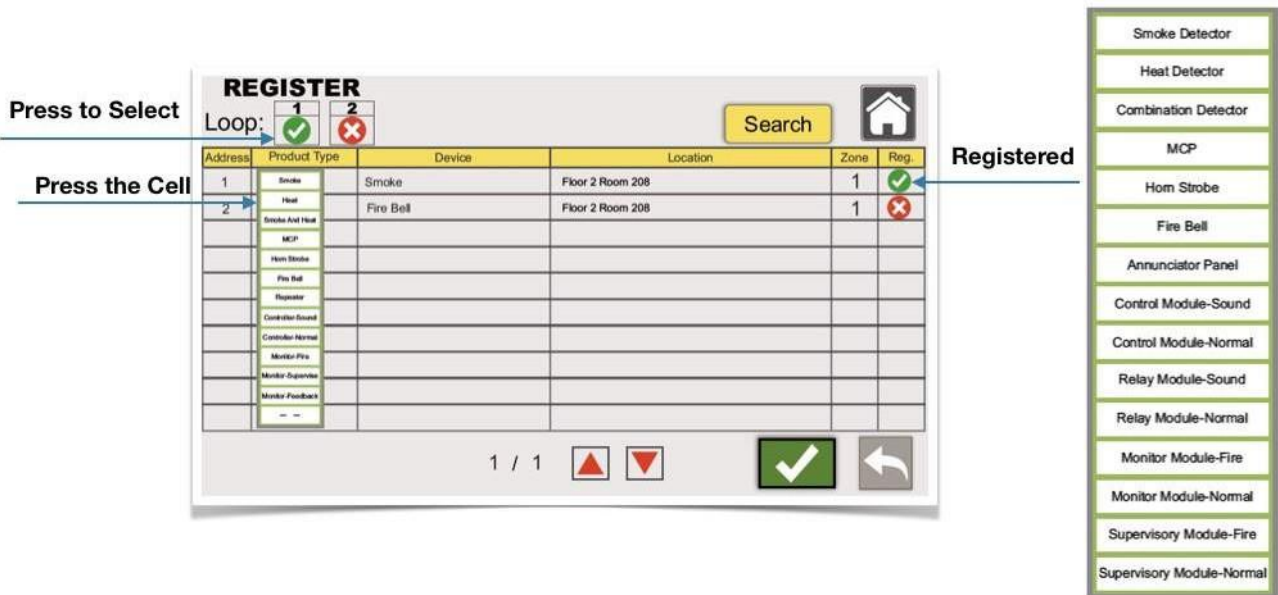 REGISTER
Press to Select
Loop: 1 2
Search
Address Product Type Device Location Zone Reg.
Press the Cell
Registered
1 Smoke Smoke Floor 2 Room 208 1
Heat
2 Fire Bell Floor 2 Room 208 1
Smoke And Heat
MCP
Horn Strobe
Fire Bell
Repeater
Controller-Sound
Controller-Normal
Monitor-Fire
Monitor-Supervise
Monitor-Feedback
– –
1 / 1
Smoke Detector
Heat Detector
Combination Detector
MCP
Horn Strobe
Fire Bell
Annunciator Panel
Control Module-Sound
Control Module-Normal
Relay Module-Sound
Relay Module-Normal
Monitor Module-Fire
Monitor Module-Normal
Supervisory Module-Fire
Supervisory Module-Normal